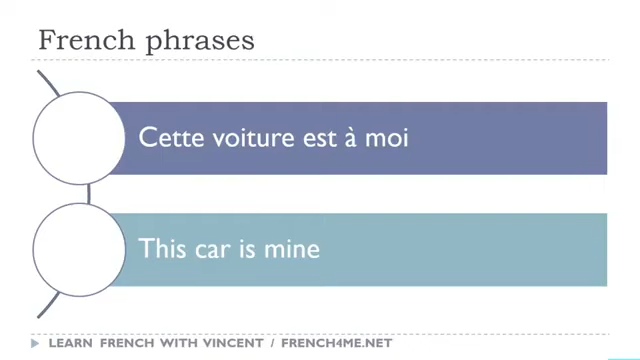 French phrases
Cette voiture est à moi
This car is mine
LEARN FRENCH WITH VINCENT / FRENCH4ME.NET